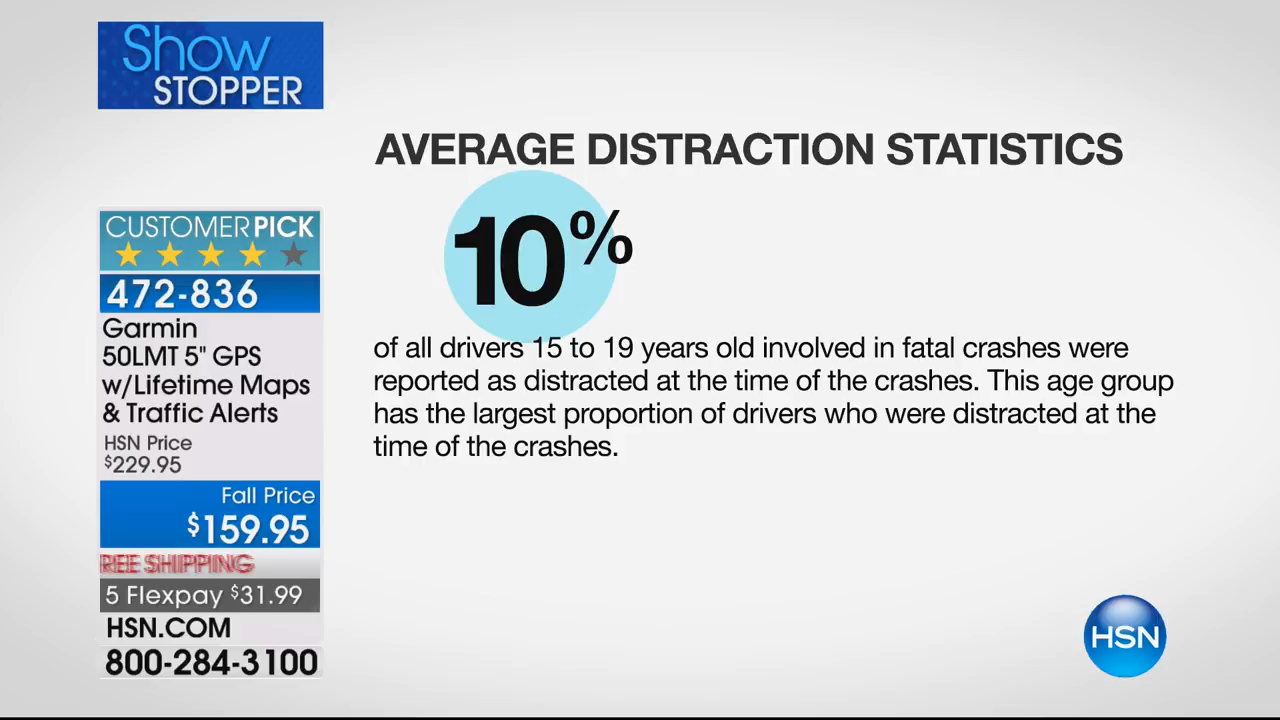 Show
STOPPER
AVERAGE DISTRACTION STATISTICS
10%
of all drivers 15 to 19 years old involved in fatal crashes were
reported as distracted at the time of the crashes. This age group
has the largest proportion of drivers who were distracted at the
time of the crashes.
CUSTOMER PICK
472-836
Garmin
50LMT 5" GPS
w/Lifetime Maps
& Traffic Alerts
HSN Price
$229.95
Fall Price
$159.95
REE SHIPPING
5 Flexpay $31.99
HSN.COM
800-284-3100
HSN